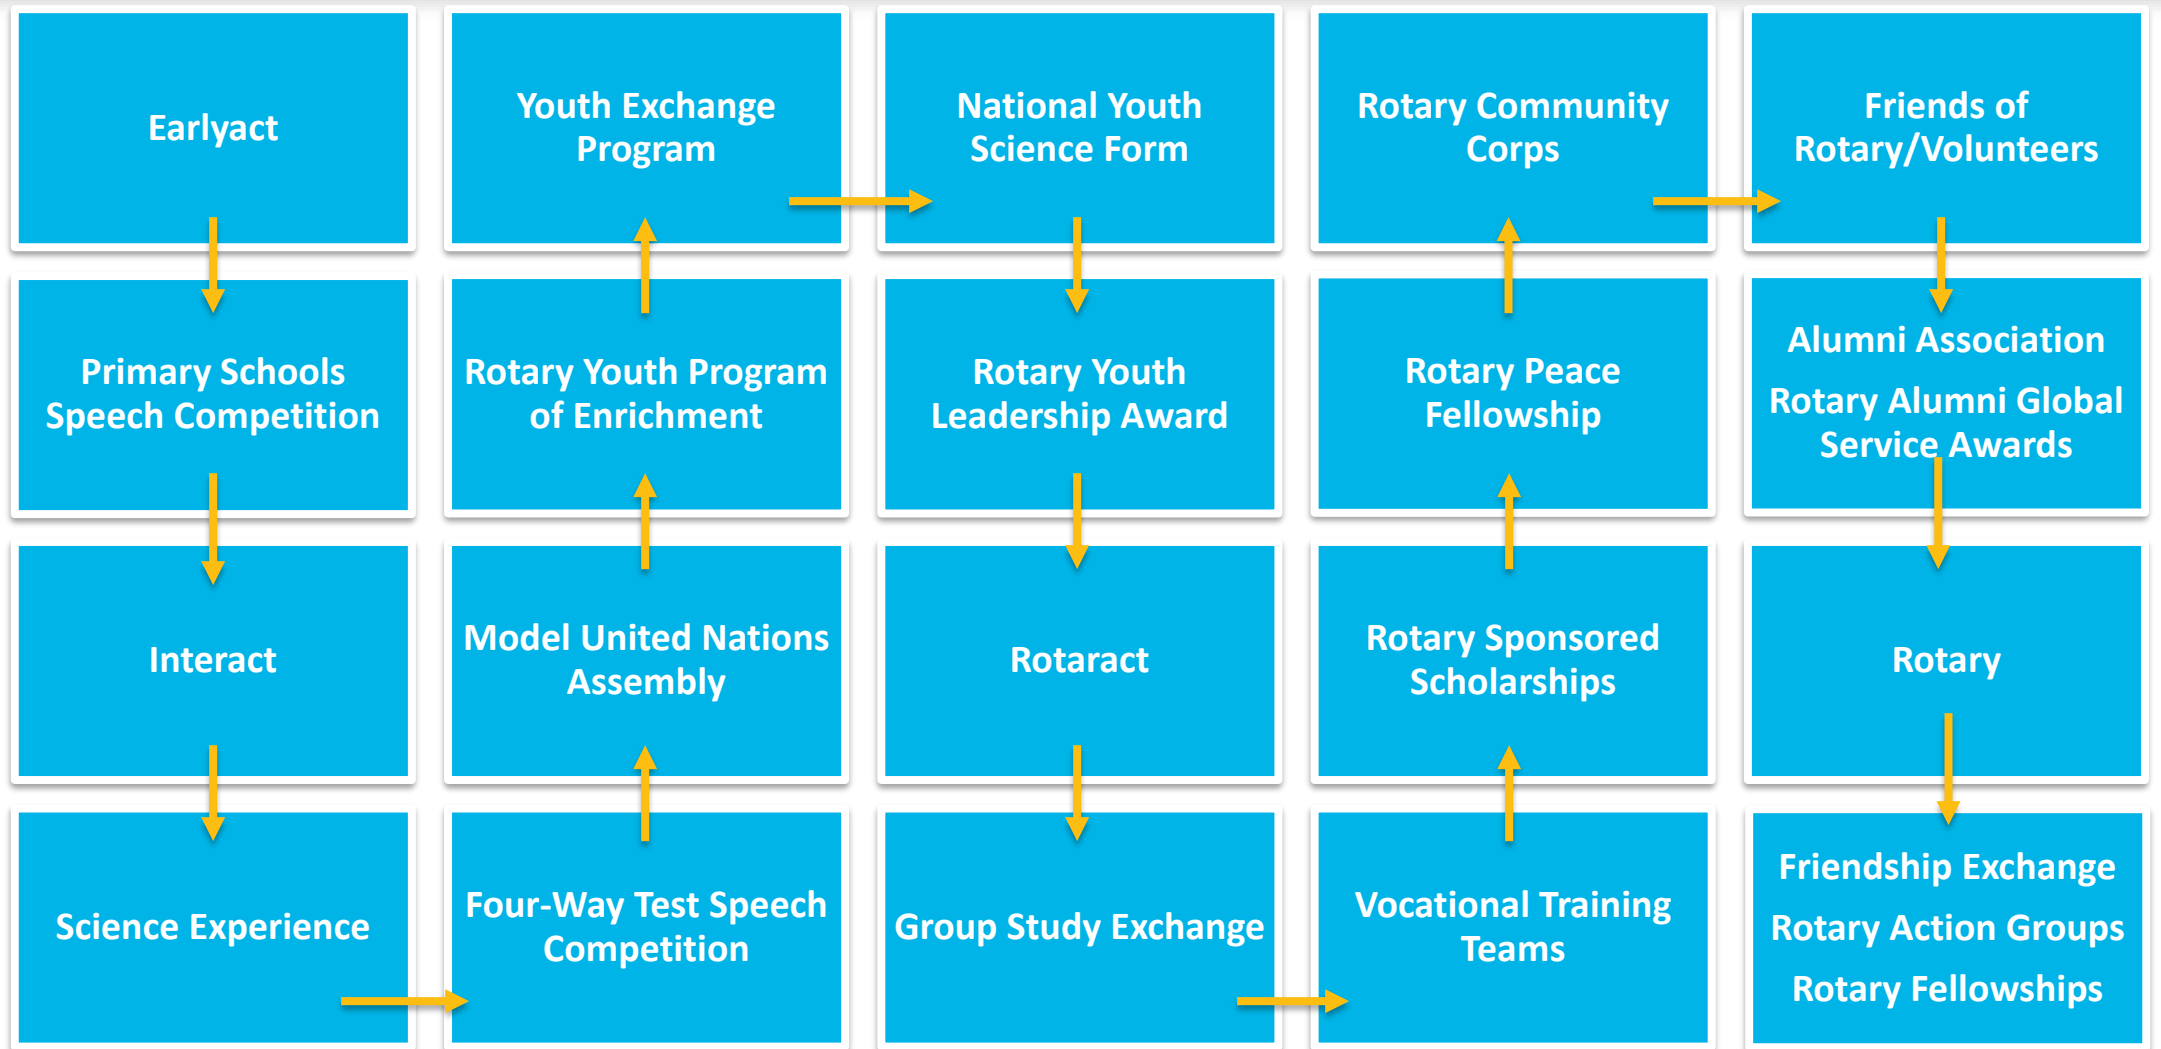 Earlyact
Primary Schools
Speech Competition
Interact
Science Experience
Four-Way Test Speech
Competition
Model United Nations
Assembly
Rotary Youth Program
of Enrichment
Youth Exchange
Program
National Youth
Science Form
Rotary Youth
Leadership Award
Rotaract
Group Study Exchange
Vocational Training
Teams
Rotary Sponsored
Scholarships
Rotary Peace
Fellowship
Rotary Community
Corps
Friends of
Rotary/Volunteers
Alumni Association
Rotary Alumni Global
Service Awards
Rotary
Friendship Exchange
Rotary Action Groups
Rotary Fellowships